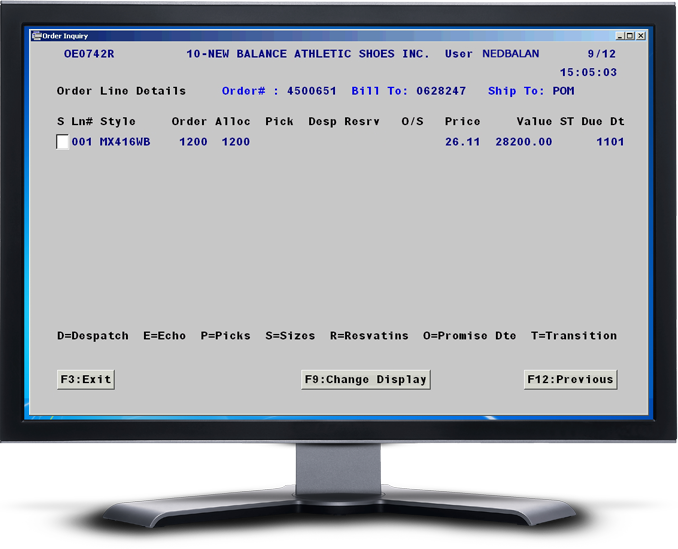 Order Inquiry
OE0742R 10-NEW BALANCE ATHLETIC SHOES INC. User NEDBALAN 9/12
15:05:03
Order Line Details Order# : 4500651 Bill To: 0628247 Ship To: POM
S Ln# Style Order Alloc Pick Desp Resrv O/S Price Value ST Due Dt
001 MX416WB 1200 1200 26.11 28200.00 1101
D=Despatch E=Echo P=Picks S=Sizes R=Resvatins O=Promise Dte T=Transition
F3:Exit F9:Change Display F12:Previous